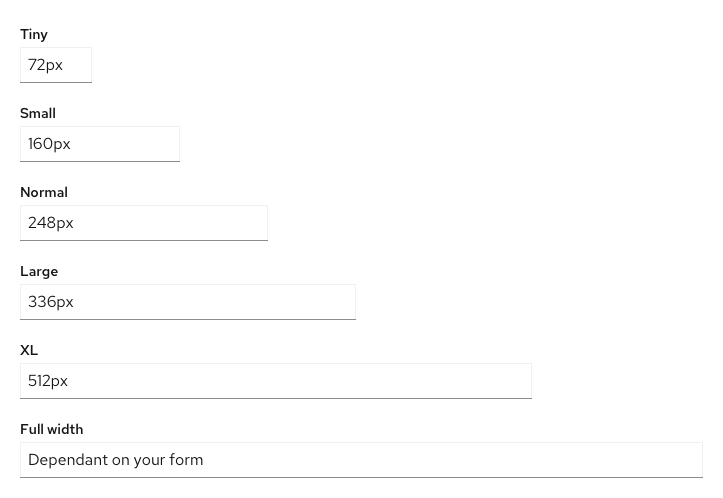 Tiny
72px
Small
160px
Normal
248px
Large
336px
XL
512px
Full width
Dependant on your form